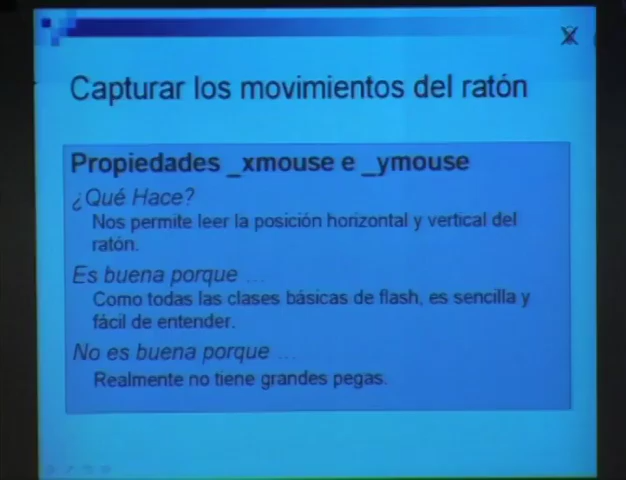 Capturar los movimientos del ratón
Propiedades _xmouse e _ymouse
¿Qué Hace?
Nos permite leer la posición horizontal y vertical del
ratón.
Es buena porque ...
Como todas las clases básicas de flash, es sencilla y
fácil de entender.
No es buena porque ...
Realmente no tiene grandes pegas.